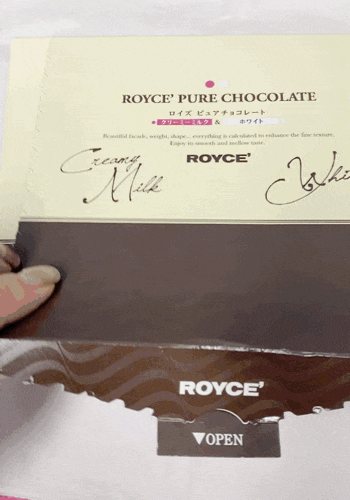 ROYCE' PURE CHOCOLATE
ロイズ ピュアチョコレート
クリーミーミルク & ホワイト
Beautiful facade, weight, shape... everything is calculated to enhance the fine texture.
Enjoy its smooth and mellow taste.
ROYCE'
Creamy
Milk
Whi
ROYCE'
▼OPEN